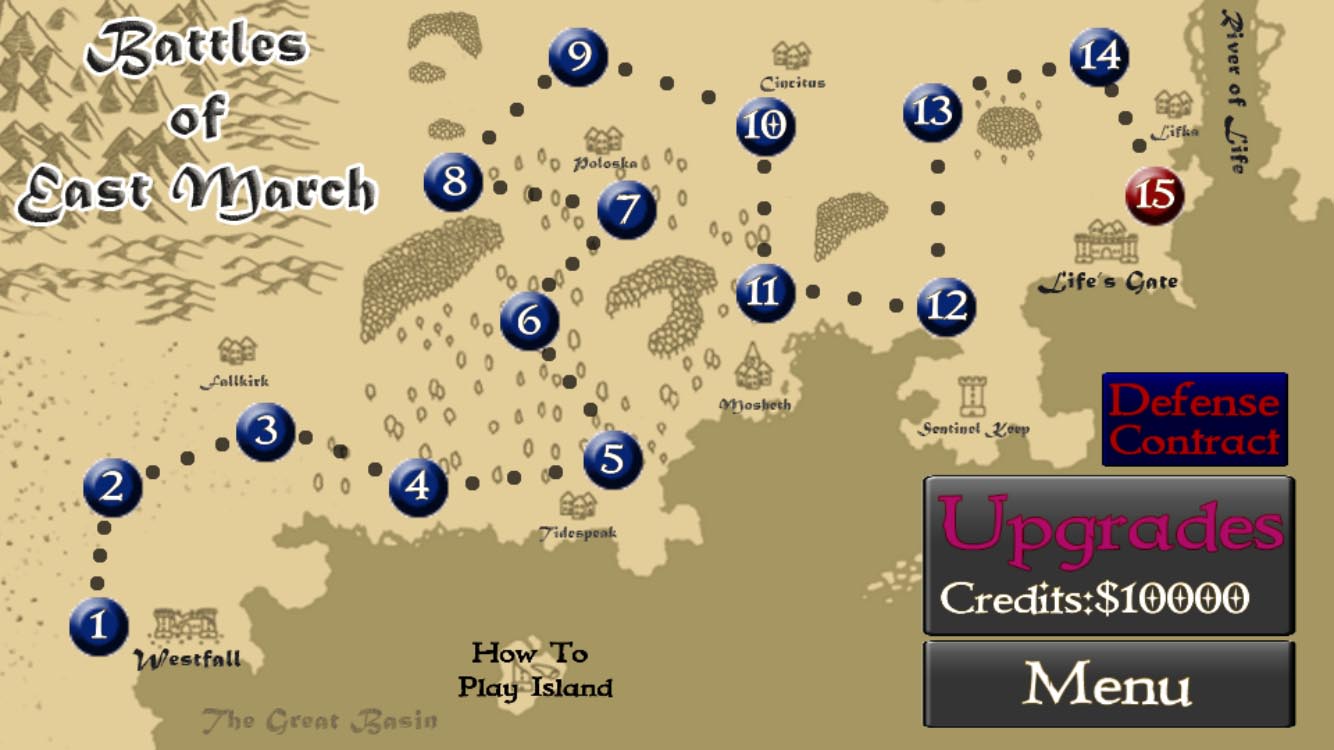 Battles
of
East March
9
14
River of Life
Cincitus
10
13
Lifka
Poloska
8
7
15
Life's Gate
11
12
6
Fallkirk
Mosheth
Sentinel Keep
Defense
Contract
3
5
2
4
Tidespeak
Upgrades
Credits:$10000
1
Westfall
How To
Play Island
Menu
The Great Basin